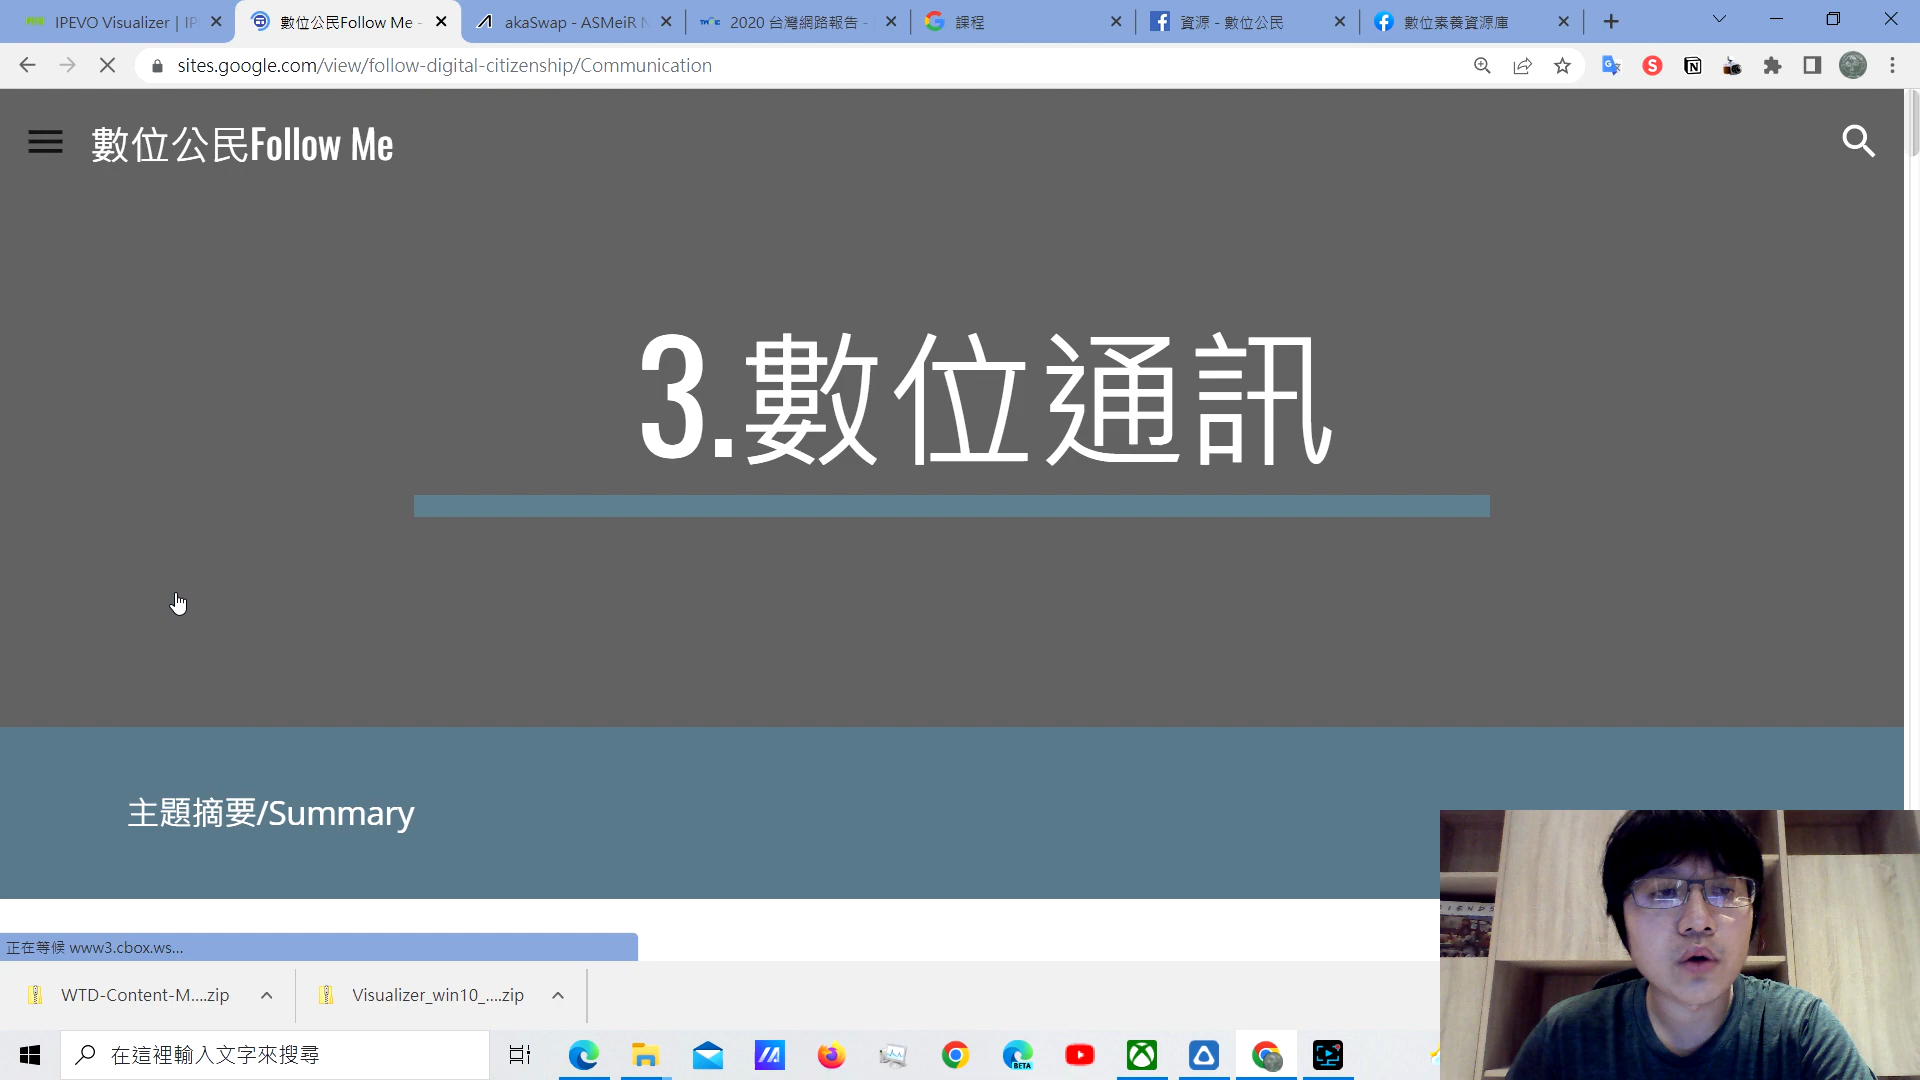 IPEVO Visualizer | IP
數位公民Follow Me -
akaSwap - ASMeiR N
2020 台灣網路報告 -
課程
資源 - 數位公民
數位素養資源庫
sites.google.com/view/follow-digital-citizenship/Communication
數位公民Follow Me
3.數位通訊
主題摘要/Summary
正在等候 www3.cbox.ws...
WTD-Content-M....zip
Visualizer_win10_....zip
在這裡輸入文字來搜尋
BETA